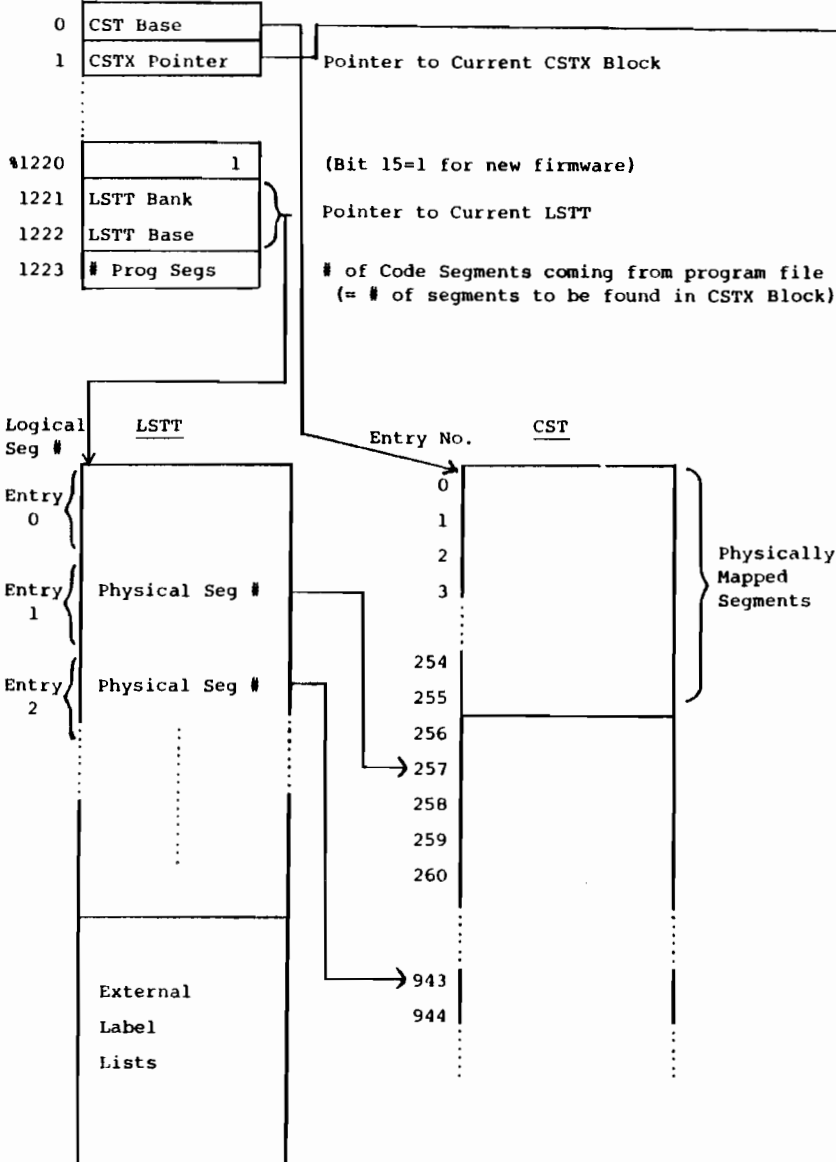 0 CST Base
1 CSTX Pointer Pointer to Current CSTX Block
%1220 1 (Bit 15=1 for new firmware)
1221 LSTT Bank
Pointer to Current LSTT
1222 LSTT Base
1223 # Prog Segs # of Code Segments coming from program file
(= # of segments to be found in CSTX Block)
Logical
Seg #
LSTT
Entry No. CST
Entry
0
Entry
1
Physical Seg #
Entry
2
Physical Seg #
External
Label
Lists
0
1
2
3
254
255
256
257
258
259
260
943
944
Physically
Mapped
Segments